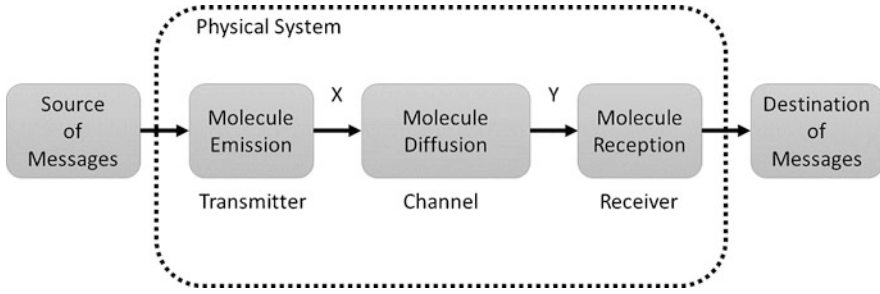 Physical System
Source
of
Messages
Molecule
Emission
X
Molecule
Diffusion
Y
Molecule
Reception
Destination
of
Messages
Transmitter
Channel
Receiver